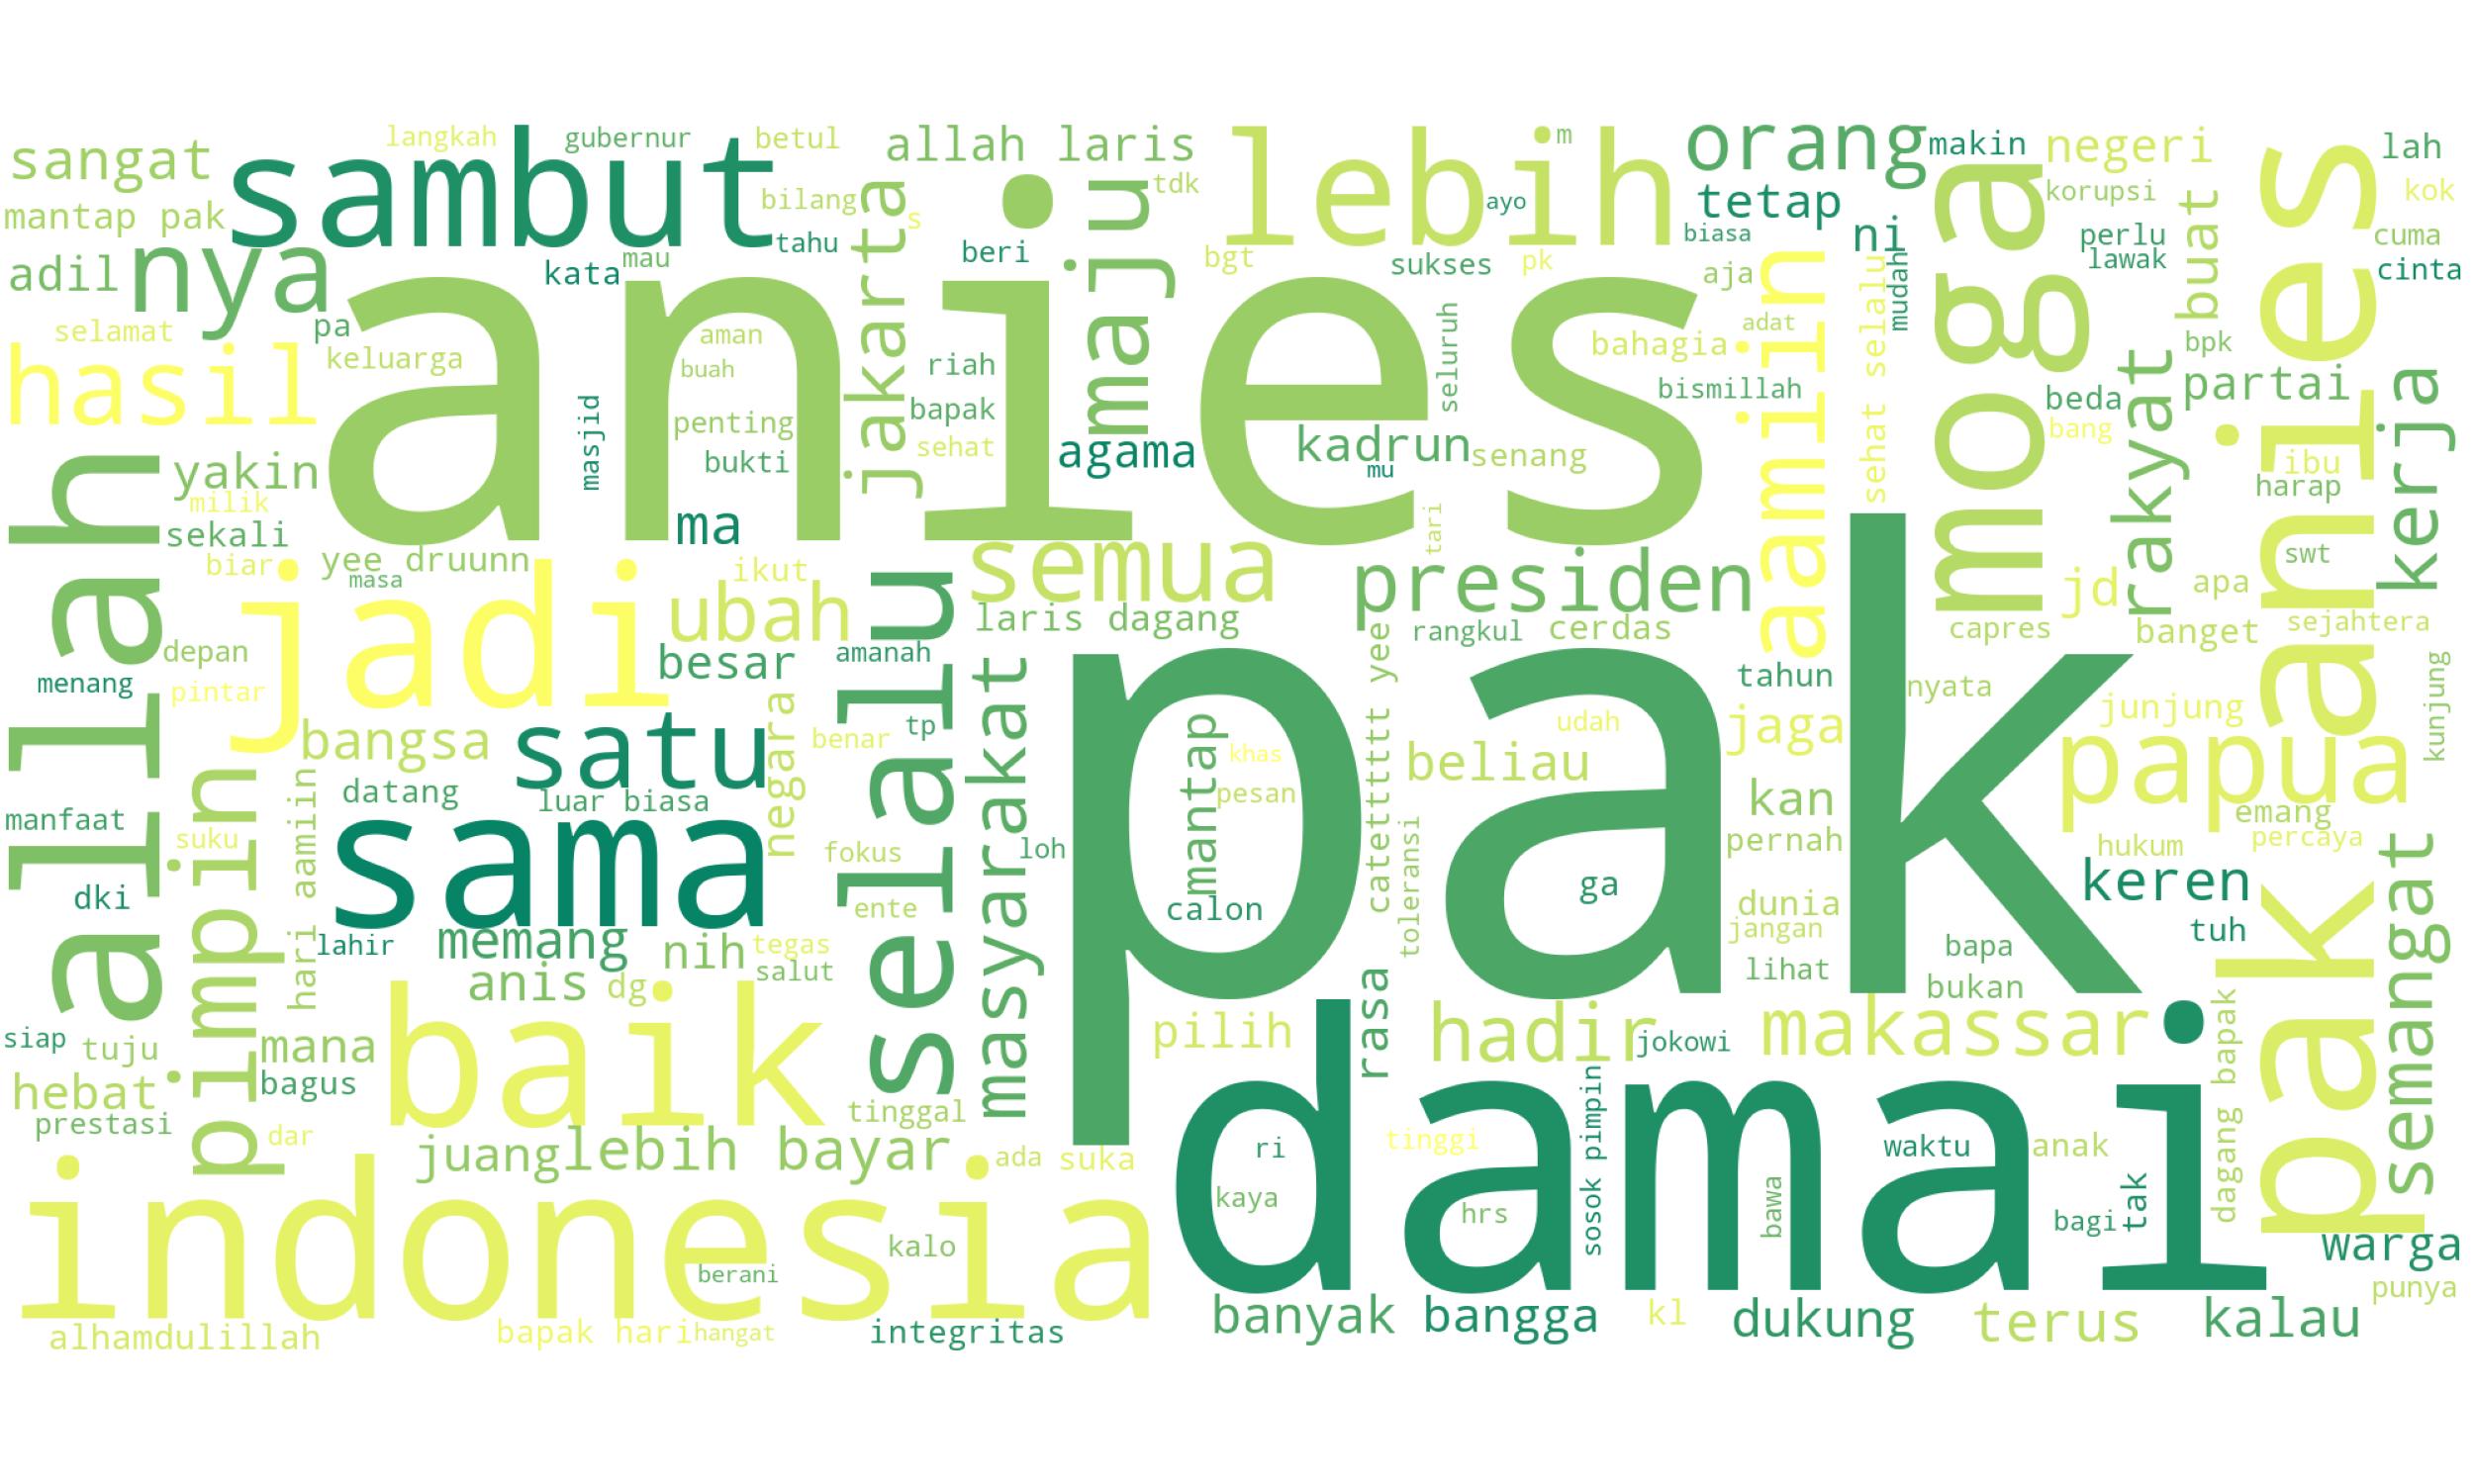 sangat
langkah
gubernur
betul
allah laris
lebih
m
orang
makin
negeri
lah
mantap pak
sambut
bilang
s
jakarta
maju
tdk
ayo
tetap
moga
korupsi
kok
pak anies
adil
nya
kata
mau
tahu
beri
bgt
sukses
pk
biasa
aja
ni
mudah
perlu
lawak
buat
cuma
cinta
selamat
pa
anies
aman
adat
aamiin
sehat selalu
bpk
hasil
keluarga
buah
riah
seluruh
bahagia
bismillah
rakyat
partai
beda
kerja
masjid
penting
bapak
bukti
sehat
agama
kadrun
mu
senang
bang
ibu
harap
allah
yakin
milik
sekali
ma
tari
swt
biar
yee druunn
masa
ikut
semua
presiden
jd
apa
jadi
ubah
laris dagang
rangkul
cerdas
capres
banget
sejahtera
depan
menang
pintar
besar
amanah
selalu
masyarakat
pak
tahun
nyata
junjung
kunjung
bangsa
satu
negara
benar
tp
mantap
khas
udah
catettttttt yee
beliau
jaga
papua
datang
luar biasa
pesan
kan
emang
manfaat
suku
pimpin
hari aamiin
sama
fokus
loh
toleransi
pernah
hukum
percaya
dki
ente
calon
ga
dunia
keren
semangat
lahir
memang
nih
tegas
jangan
bapa
tuh
anis
dg
salut
rasa
lihat
bukan
siap
tuju
mana
baik
pilih
hadir
jokowi
makassar
dagang bapak
hebat
bagus
prestasi
dar
tinggal
damai
juang
lebih bayar
ada
suka
ri
tinggi
sosok pimpin
waktu
anak
indonesia
kaya
hrs
bawa
bagi
tak
warga
kalo
berani
punya
alhamdulillah
bapak hari
hangat
integritas
banyak
bangga
kl
dukung
terus
kalau